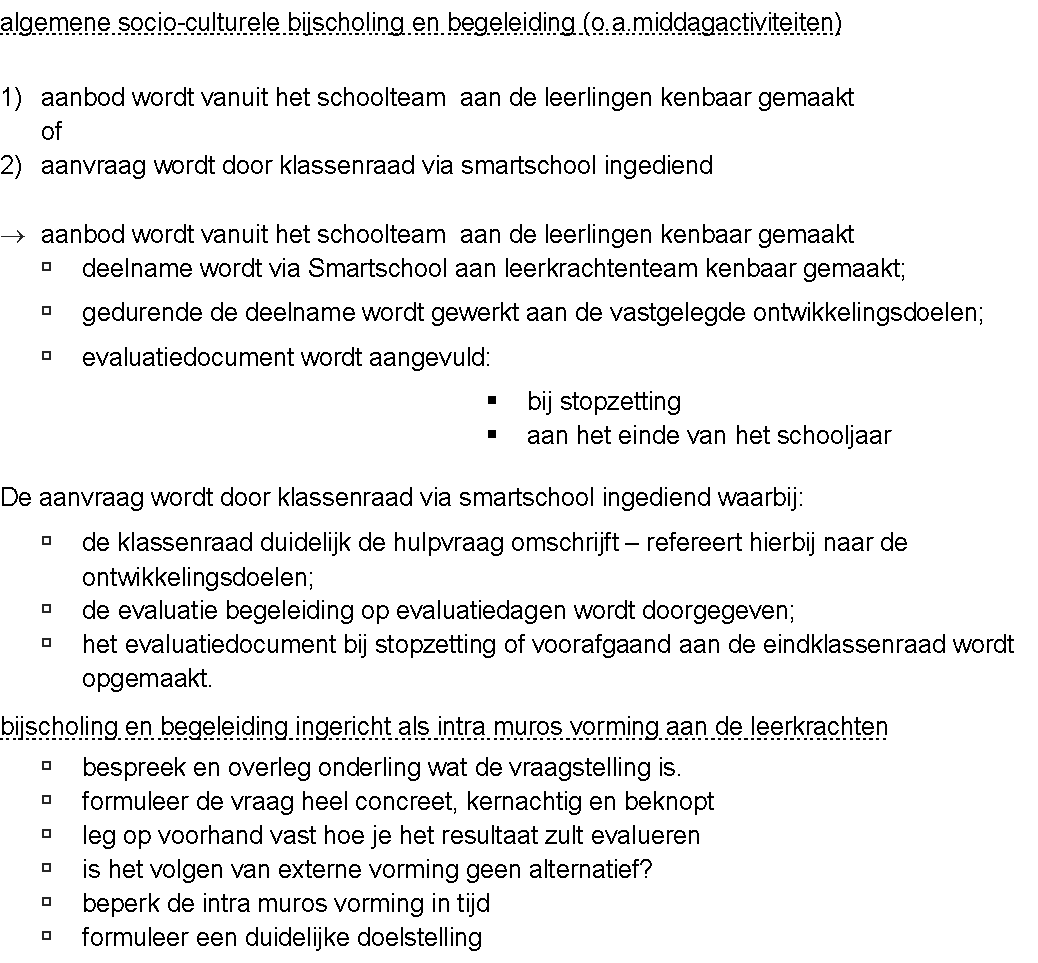 algemene socio-culturele bijscholing en begeleiding (o.a.middagactiviteiten)
1) aanbod wordt vanuit het schoolteam  aan de leerlingen kenbaar gemaakt
of
2) aanvraag wordt door klassenraad via smartschool ingediend
→ aanbod wordt vanuit het schoolteam  aan de leerlingen kenbaar gemaakt
▫ deelname wordt via Smartschool aan leerkrachtenteam kenbaar gemaakt;
▫ gedurende de deelname wordt gewerkt aan de vastgelegde ontwikkelingsdoelen;
▫ evaluatiedocument wordt aangevuld:
▪ bij stopzetting
▪ aan het einde van het schooljaar
De aanvraag wordt door klassenraad via smartschool ingediend waarbij:
▫ de klassenraad duidelijk de hulpvraag omschrijft – refereert hierbij naar de
ontwikkelingsdoelen;
▫ de evaluatie begeleiding op evaluatiedagen wordt doorgegeven;
▫ het evaluatiedocument bij stopzetting of voorafgaand aan de eindklassenraad wordt
opgemaakt.
bijscholing en begeleiding ingericht als intra muros vorming aan de leerkrachten
▫ bespreek en overleg onderling wat de vraagstelling is.
▫ formuleer de vraag heel concreet, kernachtig en beknopt
▫ leg op voorhand vast hoe je het resultaat zult evalueren
▫ is het volgen van externe vorming geen alternatief?
▫ beperk de intra muros vorming in tijd
▫ formuleer een duidelijke doelstelling